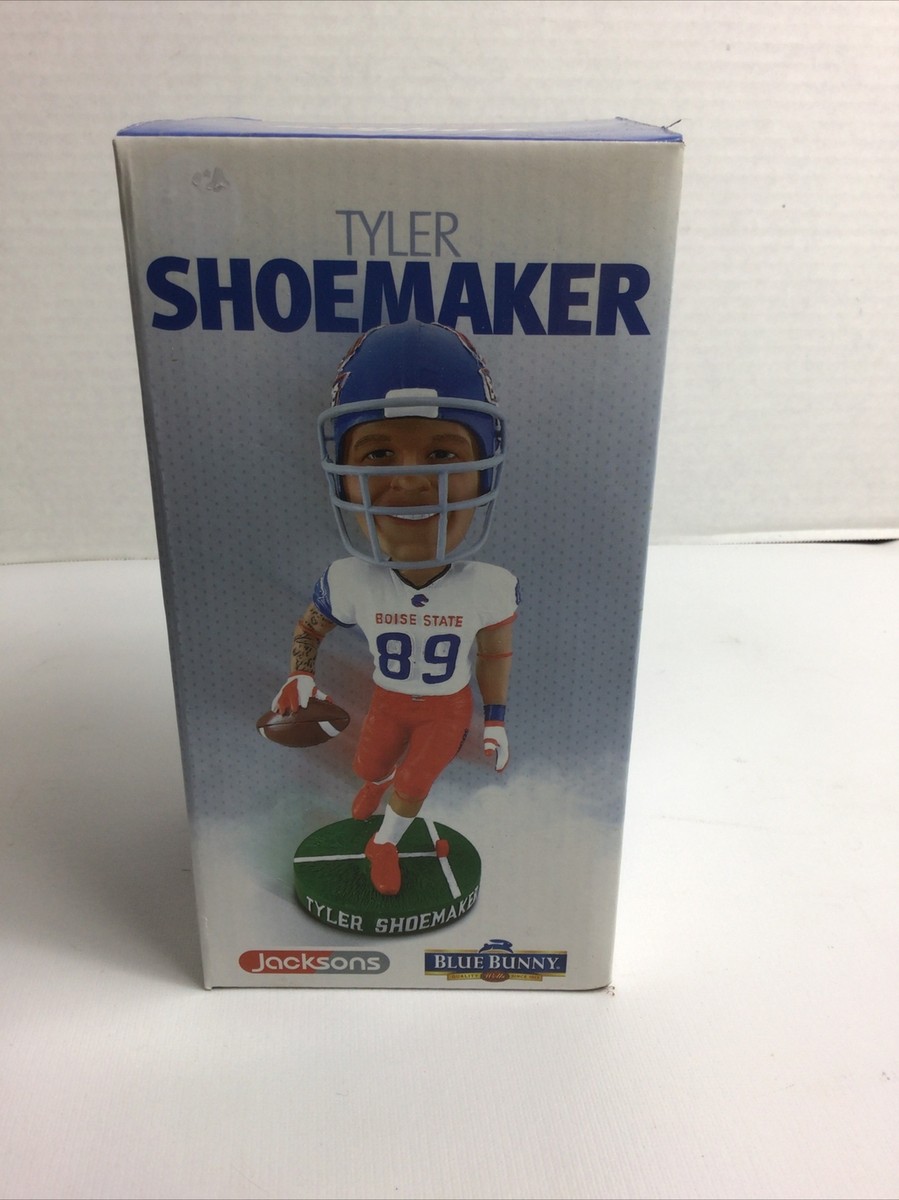 TYLER
SHOEMAKER
BOISE STATE
89
TYLER SHOEMAKER
Jacksons
BLUE BUNNY®